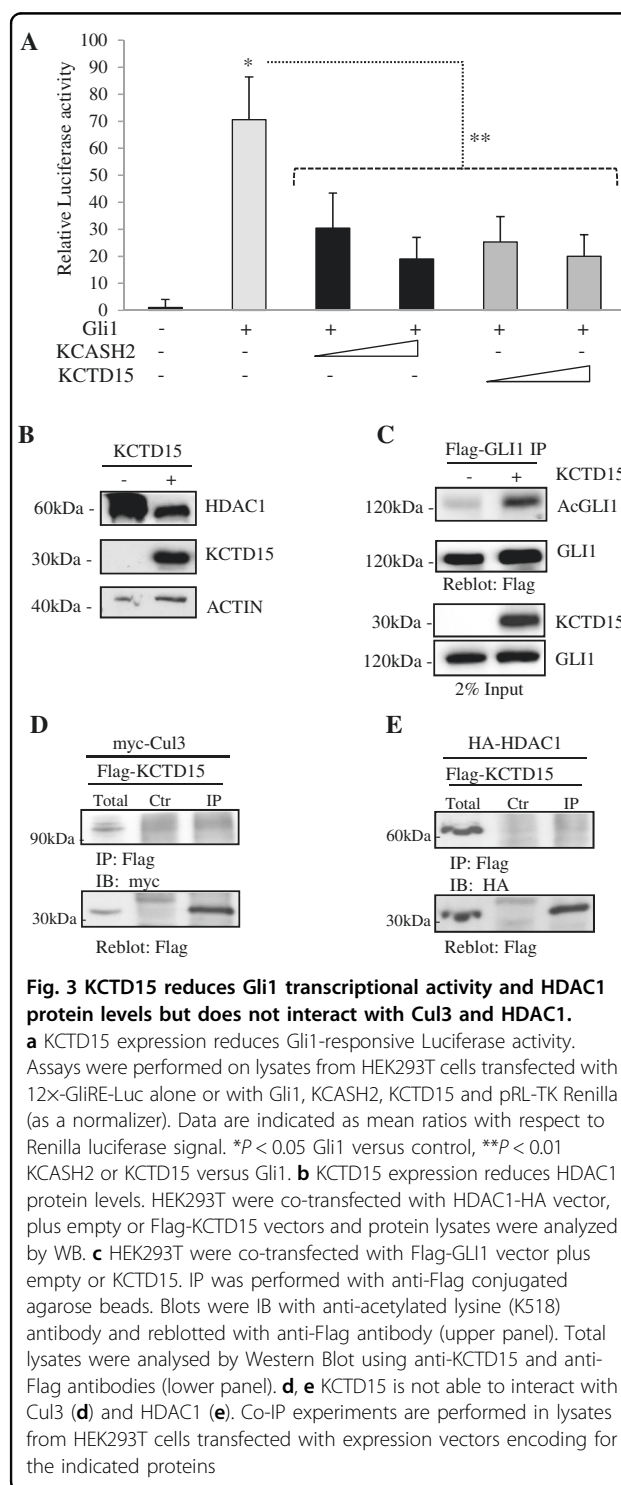 A
100
90
80
70
60
50
40
30
20
10
0
Relative Luciferase activity
*
**
Gli1 - + + + + +
KCASH2 - - - -
KCTD15 - - - -
B
KCTD15
- +
60kDa - HDAC1
30kDa - KCTD15
40kDa - ACTIN
C
Flag-GLI1 IP
- + KCTD15
120kDa - AcGLI1
120kDa - GLI1
Reblot: Flag
30kDa - KCTD15
120kDa - GLI1
2% Input
D
myc-Cul3
Flag-KCTD15
Total Ctr IP
90kDa -
IP: Flag
IB: myc
30kDa -
Reblot: Flag
E
HA-HDAC1
Flag-KCTD15
Total Ctr IP
60kDa -
IP: Flag
IB: HA
30kDa -
Reblot: Flag
Fig. 3 KCTD15 reduces Gli1 transcriptional activity and HDAC1
protein levels but does not interact with Cul3 and HDAC1.
a KCTD15 expression reduces Gli1-responsive Luciferase activity.
Assays were performed on lysates from HEK293T cells transfected with
12×-GliRE-Luc alone or with Gli1, KCASH2, KCTD15 and pRL-TK Renilla
(as a normalizer). Data are indicated as mean ratios with respect to
Renilla luciferase signal. *P < 0.05 Gli1 versus control, **P < 0.01
KCASH2 or KCTD15 versus Gli1. b KCTD15 expression reduces HDAC1
protein levels. HEK293T were co-transfected with HDAC1-HA vector,
plus empty or Flag-KCTD15 vectors and protein lysates were analyzed
by WB. c HEK293T were co-transfected with Flag-GLI1 vector plus
empty or KCTD15. IP was performed with anti-Flag conjugated
agarose beads. Blots were IB with anti-acetylated lysine (K518)
antibody and reblotted with anti-Flag antibody (upper panel). Total
lysates were analysed by Western Blot using anti-KCTD15 and anti-
Flag antibodies (lower panel). d, e KCTD15 is not able to interact with
Cul3 (d) and HDAC1 (e). Co-IP experiments are performed in lysates
from HEK293T cells transfected with expression vectors encoding for
the indicated proteins